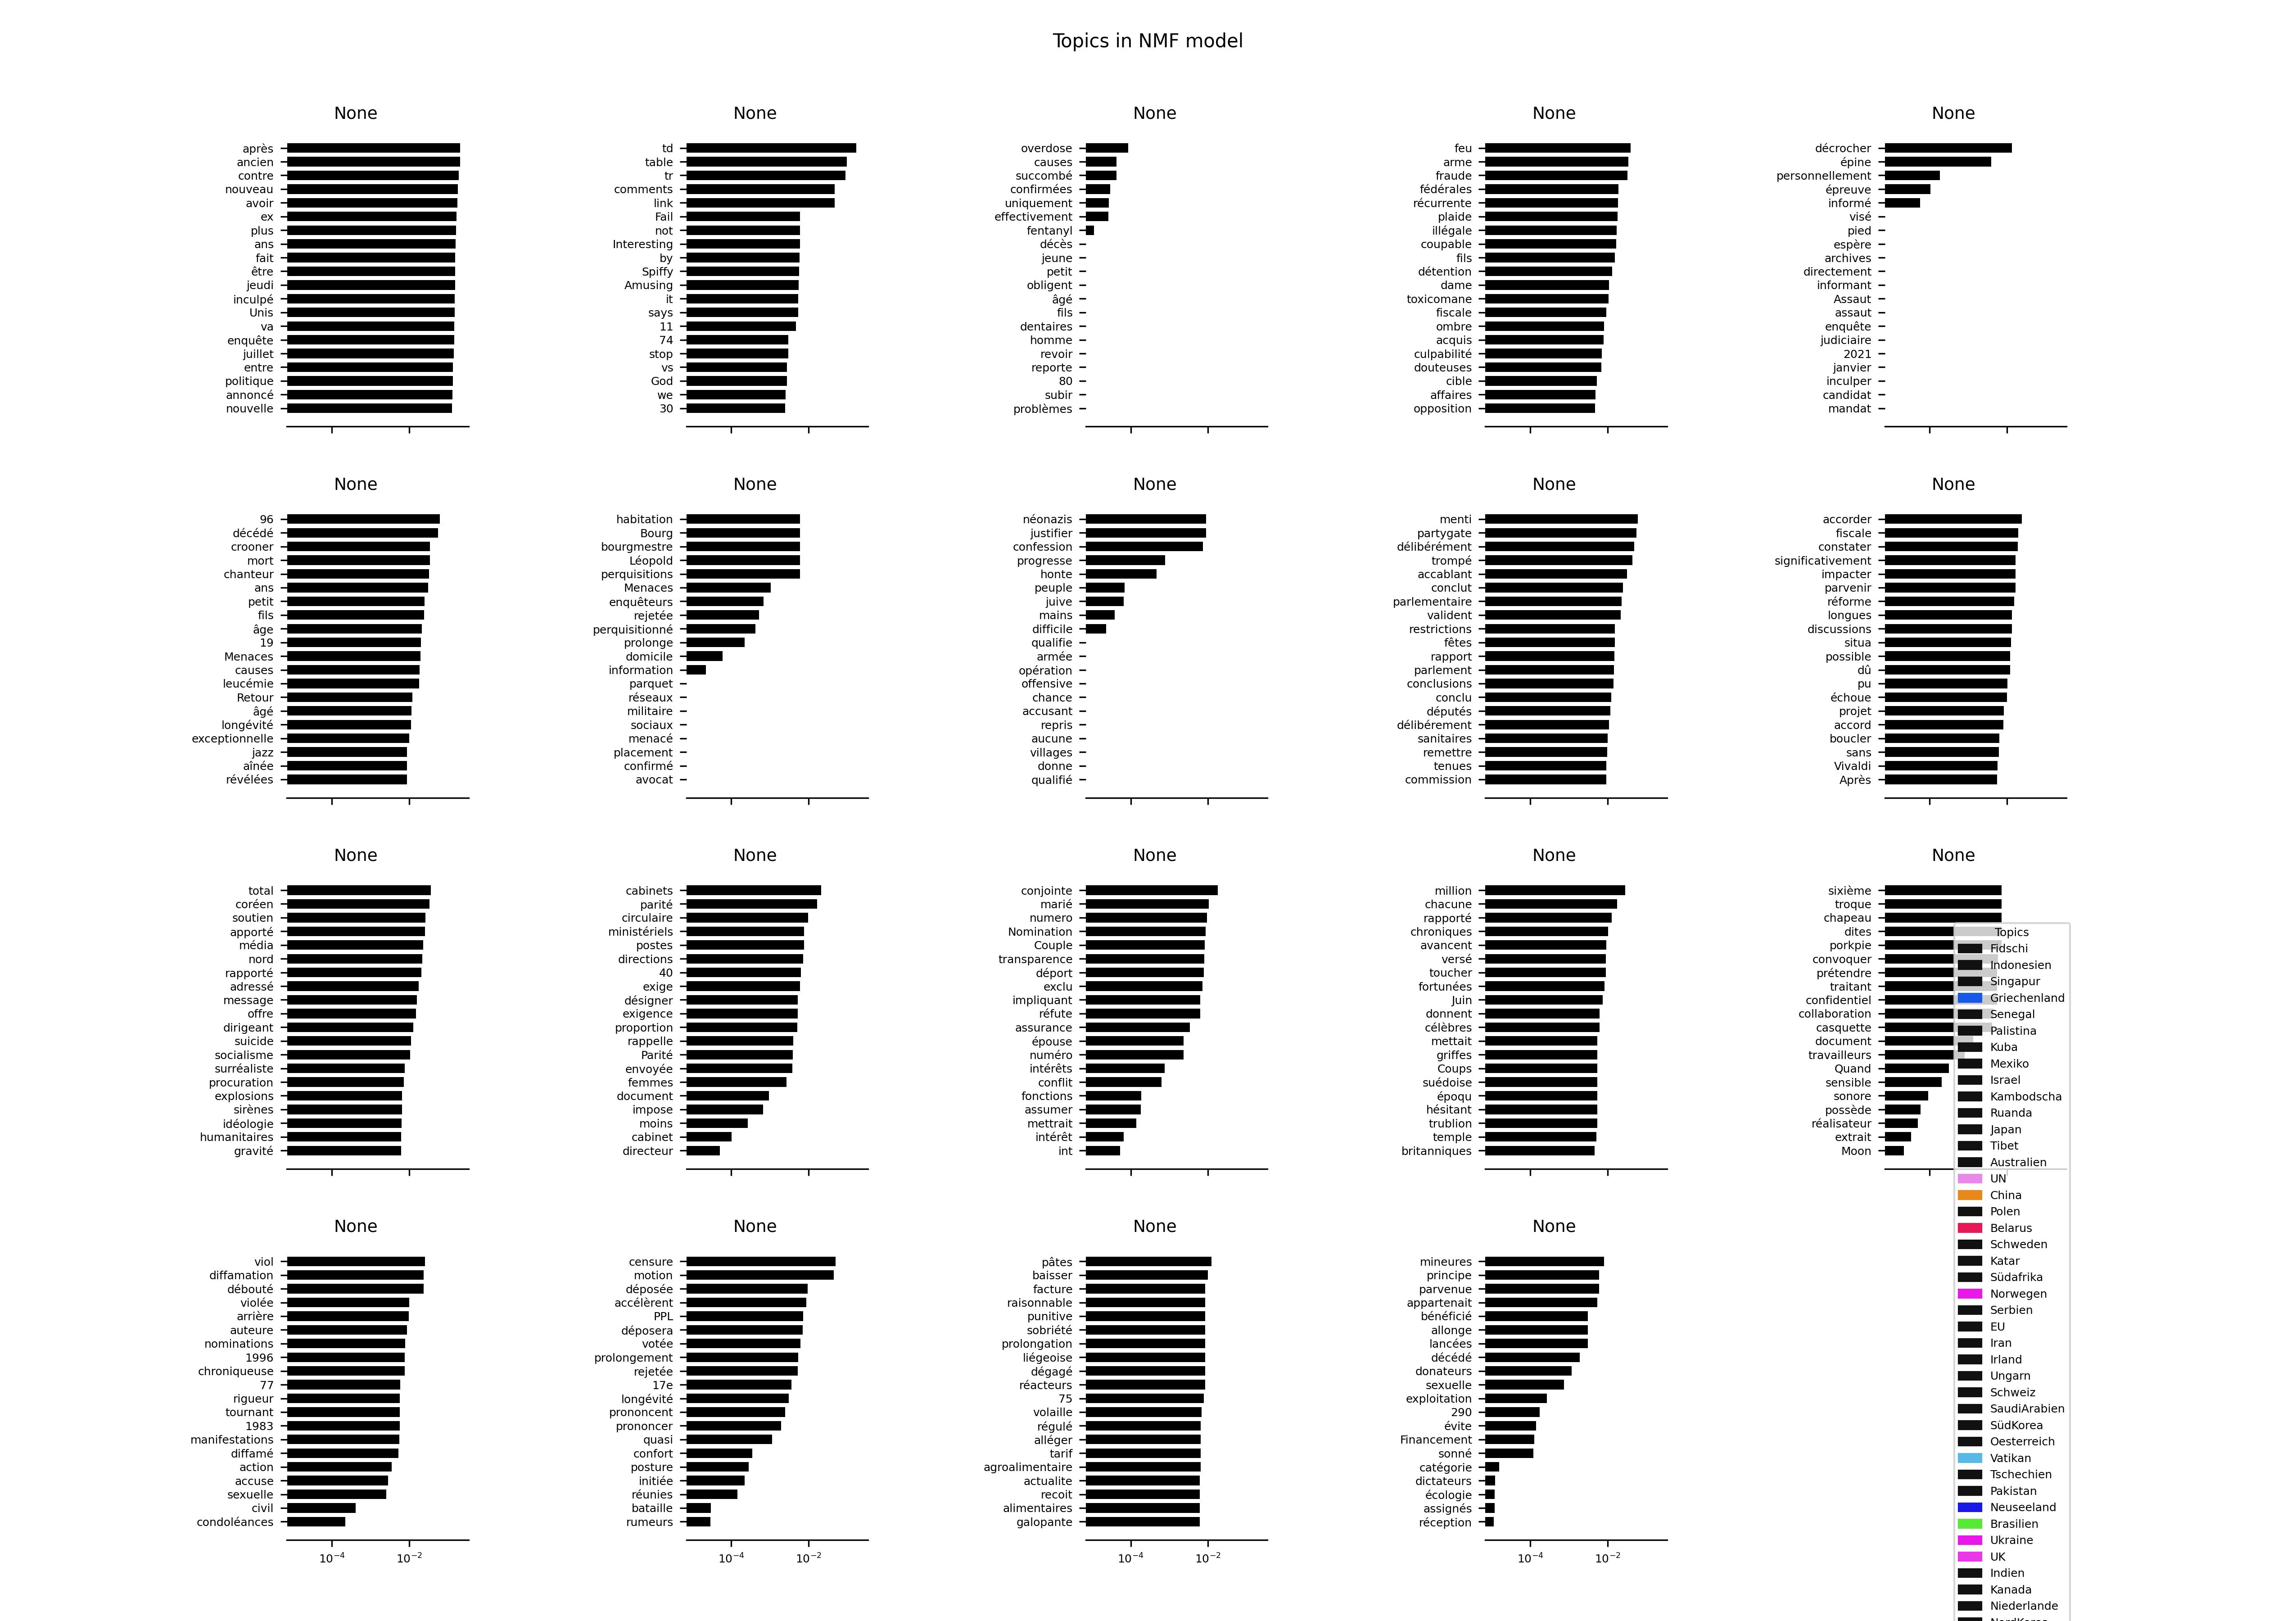 Topics in NMF model
None
après
ancien
contre
nouveau
avoir
ex
plus
ans
fait
être
jeudi
inculpé
Unis
va
enquête
juillet
entre
politique
annoncé
nouvelle
None
td
table
tr
comments
link
Fail
not
Interesting
by
Spiffy
Amusing
it
says
11
74
stop
vs
God
we
30
None
overdose
causes
succombé
confirmées
uniquement
effectivement
fentanyl
décès
jeune
petit
obligent
âgé
fils
dentaires
homme
revoir
reporte
80
subir
problèmes
None
feu
arme
fraude
fédérales
récurrente
plaide
illégale
coupable
fils
détention
dame
toxicomane
fiscale
ombre
acquis
culpabilité
douteuses
cible
affaires
opposition
None
décrocher
épine
personnellement
épreuve
informé
visé
pied
espère
archives
directement
informant
Assaut
assaut
enquête
judiciaire
2021
janvier
inculper
candidat
mandat
None
96
décédé
crooner
mort
chanteur
ans
petit
fils
âge
19
Menaces
causes
leucémie
Retour
âgé
longévité
exceptionnelle
jazz
aînée
révélées
None
habitation
Bourg
bourgmestre
Léopold
perquisitions
Menaces
enquêteurs
rejetée
perquisitionné
prolonge
domicile
information
parquet
réseaux
militaire
sociaux
menacé
placement
confirmé
avocat
None
néonazis
justifier
confession
progresse
honte
peuple
juive
mains
difficile
qualifie
armée
opération
offensive
chance
accusant
repris
aucune
villages
donne
qualifié
None
menti
partygate
délibérément
trompé
accablant
conclut
parlementaire
valident
restrictions
fêtes
rapport
parlement
conclusions
conclu
députés
délibérement
sanitaires
remettre
tenues
commission
None
accorder
fiscale
constater
significativement
impacter
parvenir
réforme
longues
discussions
situa
possible
dû
pu
échoue
projet
accord
boucler
sans
Vivaldi
Après
None
total
coréen
soutien
apporté
média
nord
rapporté
adressé
message
offre
dirigeant
suicide
socialisme
surréaliste
procuration
explosions
sirènes
idéologie
humanitaires
gravité
None
cabinets
parité
circulaire
ministériels
postes
directions
40
exige
désigner
exigence
proportion
rappelle
Parité
envoyée
femmes
document
impose
moins
cabinet
directeur
None
conjointe
marié
numero
Nomination
Couple
transparence
déport
exclu
impliquant
réfute
assurance
épouse
numéro
intérêts
conflit
fonctions
assumer
mettrait
intérêt
int
None
million
chacune
rapporté
chroniques
avancent
versé
toucher
fortunées
Juin
donnent
célèbres
mettait
griffes
Coups
suédoise
époqu
hésitant
trublion
temple
britanniques
None
sixième
troque
chapeau
dites
porkpie
convoquer
prétendre
traitant
confidentiel
collaboration
casquette
document
travailleurs
Quand
sensible
sonore
possède
réalisateur
extrait
Moon
None
viol
diffamation
débouté
violée
arrière
auteure
nominations
1996
chroniqueuse
77
rigueur
tournant
1983
manifestations
diffamé
action
accuse
sexuelle
civil
condoléances
10⁻⁴ 10⁻²
None
censure
motion
déposée
accélèrent
PPL
déposera
votée
prolongement
rejetée
17e
longévité
prononcent
prononcer
quasi
confort
posture
initiée
réunies
bataille
rumeurs
10⁻⁴ 10⁻²
None
pâtes
baisser
facture
raisonnable
punitive
sobriété
prolongation
liégeoise
dégagé
réacteurs
75
volaille
régulé
alléger
tarif
agroalimentaire
actualite
recoit
alimentaires
galopante
10⁻⁴ 10⁻²
None
mineures
principe
parvenue
appartenait
bénéficié
allonge
lancées
décédé
donateurs
sexuelle
exploitation
290
évite
Financement
sonné
catégorie
dictateurs
écologie
assignés
réception
10⁻⁴ 10⁻²
Topics
Fidschi
Indonesien
Singapur
Griechenland
Senegal
Palistina
Kuba
Mexiko
Israel
Kambodscha
Ruanda
Japan
Tibet
Australien
UN
China
Polen
Belarus
Schweden
Katar
Südafrika
Norwegen
Serbien
EU
Iran
Irland
Ungarn
Schweiz
SaudiArabien
SüdKorea
Oesterreich
Vatikan
Tschechien
Pakistan
Neuseeland
Brasilien
Ukraine
UK
Indien
Kanada
Niederlande